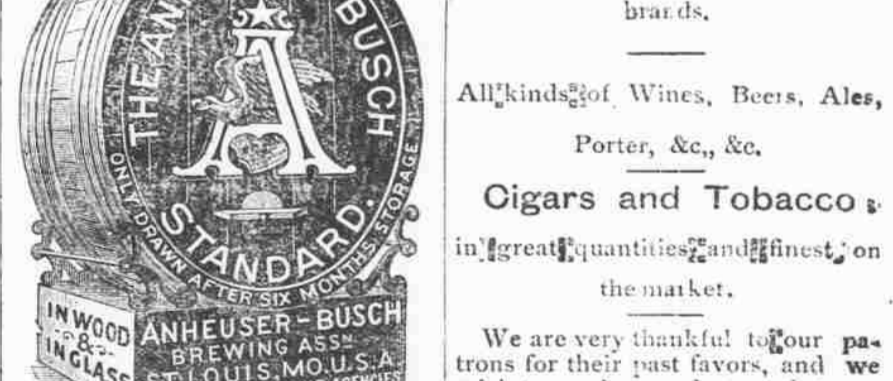 THE AN BUSCH
A
STANDARD.
ONLY DRAWN AFTER SIX MONTHS STORAGE.
IN WOOD
&
IN GLASS
ANHEUSER-BUSCH
BREWING ASSN
ST. LOUIS, MO. U.S.A
AGENCIES
brands.
All kinds of Wines, Beers, Ales,
Porter, &c,, &c.
Cigars and Tobacco
in great quantities and finest on
the market.
We are very thankful to our pa-
trons for their past favors, and we